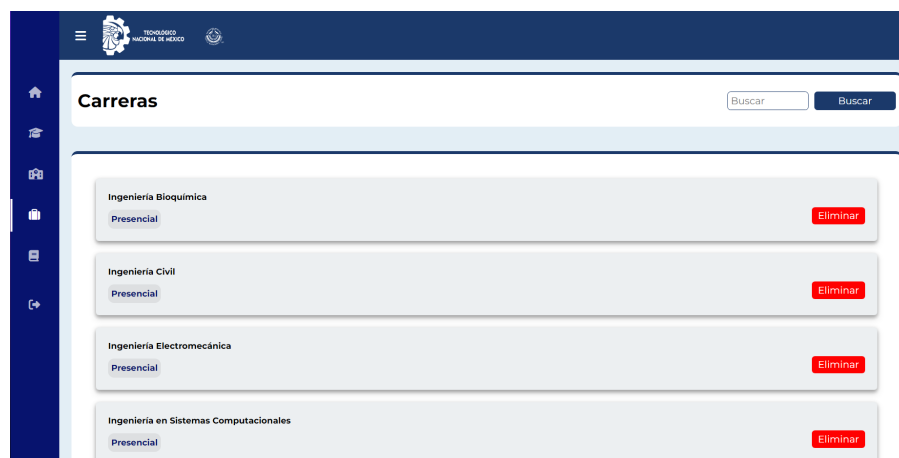 TECNOLÓGICO
NACIONAL DE MÉXICO
Carreras
Buscar
Buscar
Ingeniería Bioquímica
Presencial
Eliminar
Ingeniería Civil
Presencial
Eliminar
Ingeniería Electromecánica
Presencial
Eliminar
Ingeniería en Sistemas Computacionales
Presencial
Eliminar